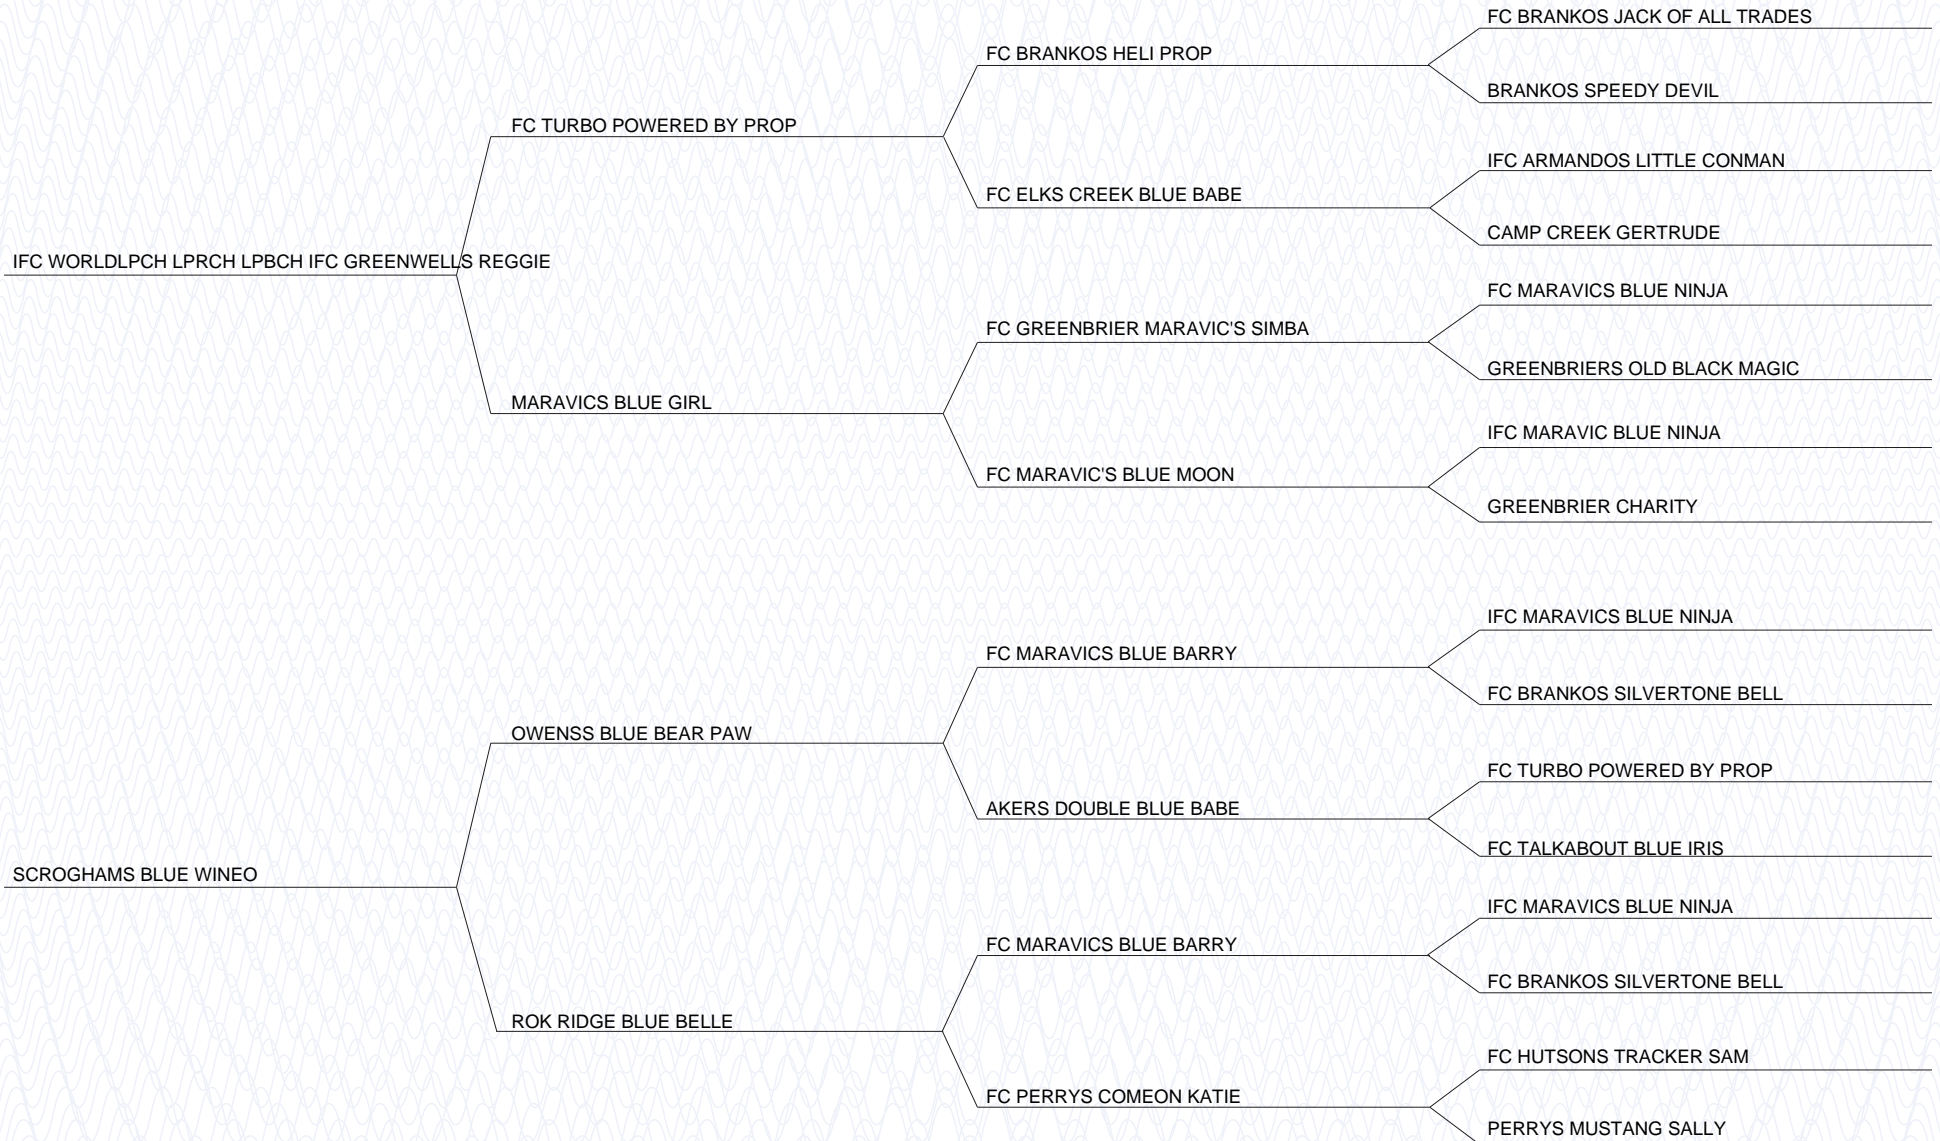 FC BRANKOS JACK OF ALL TRADES
FC BRANKOS HELI PROP
BRANKOS SPEEDY DEVIL
FC TURBO POWERED BY PROP
IFC ARMANDOS LITTLE CONMAN
FC ELKS CREEK BLUE BABE
CAMP CREEK GERTRUDE
IFC WORLDLPCH LPRCH LPBCH IFC GREENWELLS REGGIE
FC MARAVICS BLUE NINJA
FC GREENBRIER MARAVIC'S SIMBA
GREENBRIERS OLD BLACK MAGIC
MARAVICS BLUE GIRL
IFC MARAVIC BLUE NINJA
FC MARAVIC'S BLUE MOON
GREENBRIER CHARITY
IFC MARAVICS BLUE NINJA
FC MARAVICS BLUE BARRY
FC BRANKOS SILVERTONE BELL
OWENSS BLUE BEAR PAW
FC TURBO POWERED BY PROP
AKERS DOUBLE BLUE BABE
FC TALKABOUT BLUE IRIS
SCROGHAMS BLUE WINEO
IFC MARAVICS BLUE NINJA
FC MARAVICS BLUE BARRY
FC BRANKOS SILVERTONE BELL
ROK RIDGE BLUE BELLE
FC HUTSONS TRACKER SAM
FC PERRYS COMEON KATIE
PERRYS MUSTANG SALLY